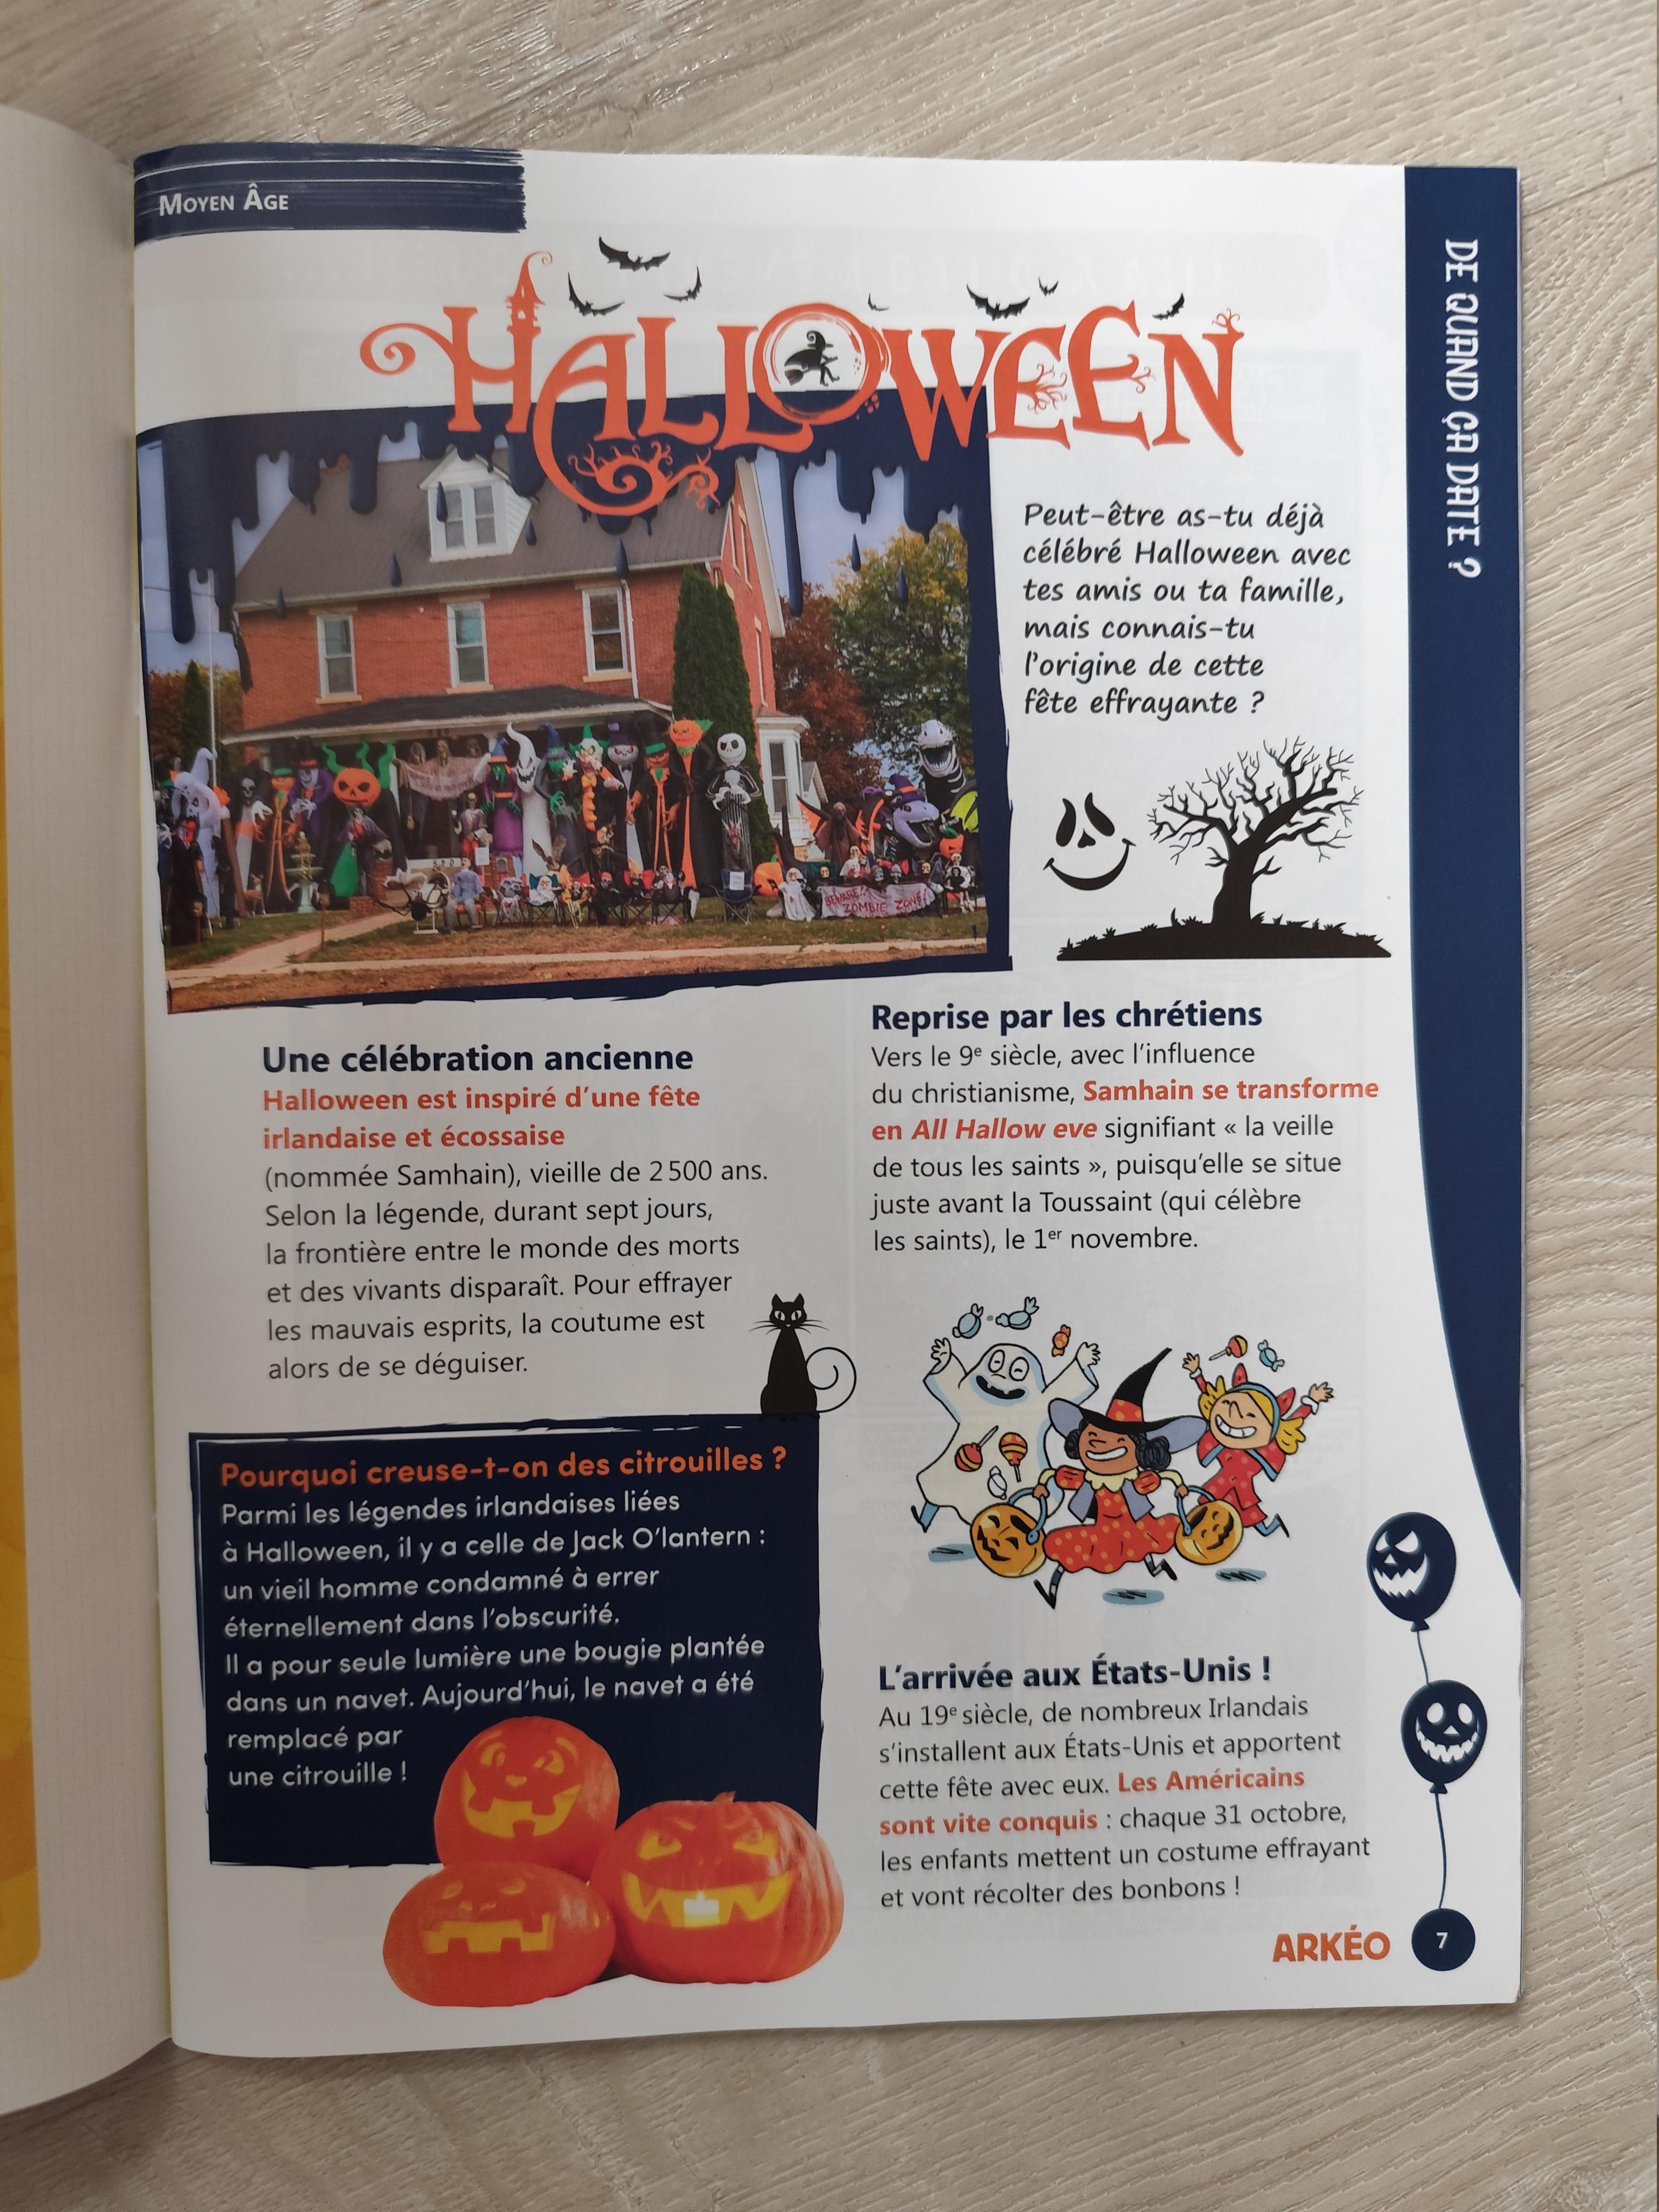 Moyen Âge
DE QUAND ÇA DATE ?
HALLOWEEN
Peut-être as-tu déjà
célébré Halloween avec
tes amis ou ta famille,
mais connais-tu
l'origine de cette
fête effrayante ?
BEWARE!!
ZOMBIE ZONE!
Une célébration ancienne
Halloween est inspiré d'une fête
irlandaise et écossaise
(nommée Samhain), vieille de 2 500 ans.
Selon la légende, durant sept jours,
la frontière entre le monde des morts
et des vivants disparaît. Pour effrayer
les mauvais esprits, la coutume est
alors de se déguiser.
Pourquoi creuse-t-on des citrouilles ?
Parmi les légendes irlandaises liées
à Halloween, il y a celle de Jack O'lantern :
un vieil homme condamné à errer
éternellement dans l'obscurité.
Il a pour seule lumière une bougie plantée
dans un navet. Aujourd'hui, le navet a été
remplacé par
une citrouille !
Reprise par les chrétiens
Vers le 9e siècle, avec l'influence
du christianisme, Samhain se transforme
en All Hallow eve signifiant « la veille
de tous les saints », puisqu'elle se situe
juste avant la Toussaint (qui célèbre
les saints), le 1er novembre.
L'arrivée aux États-Unis !
Au 19e siècle, de nombreux Irlandais
s'installent aux États-Unis et apportent
cette fête avec eux. Les Américains
sont vite conquis : chaque 31 octobre,
les enfants mettent un costume effrayant
et vont récolter des bonbons !
ARKÉO
7